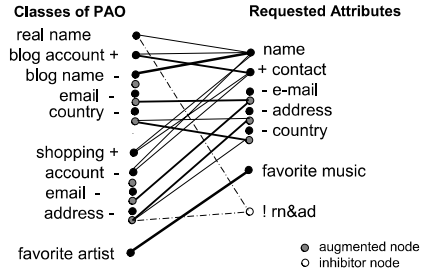 Classes of PAO
Requested Attributes
real name
blog account +
blog name -
email -
country -
shopping +
account -
email -
address -
favorite artist
name
+ contact
- e-mail
- address
- country
favorite music
! rn&ad
augmented node
inhibitor node